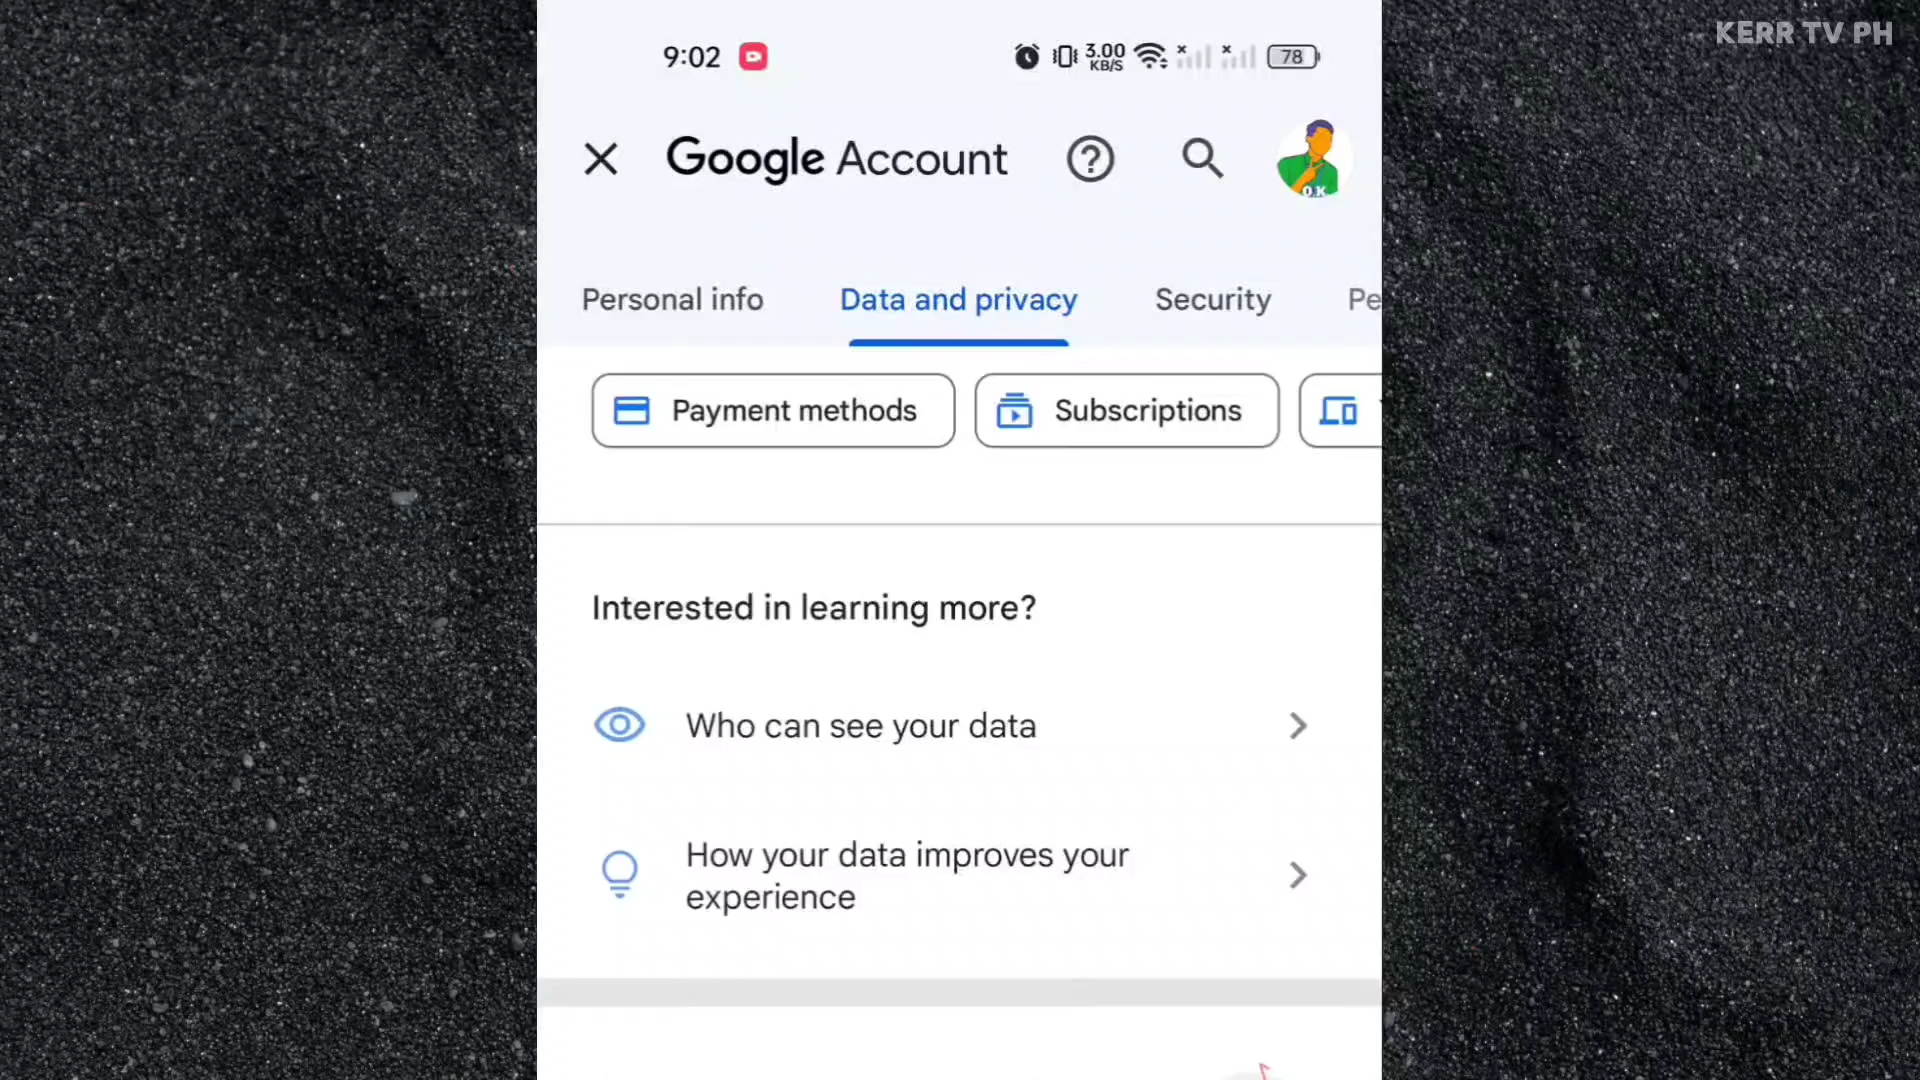 KERR TV PH
9:02
3.00
KB/S
78
Google Account
O.K
Personal info
Data and privacy
Security
Pe
Payment methods
Subscriptions
Interested in learning more?
Who can see your data
How your data improves your
experience